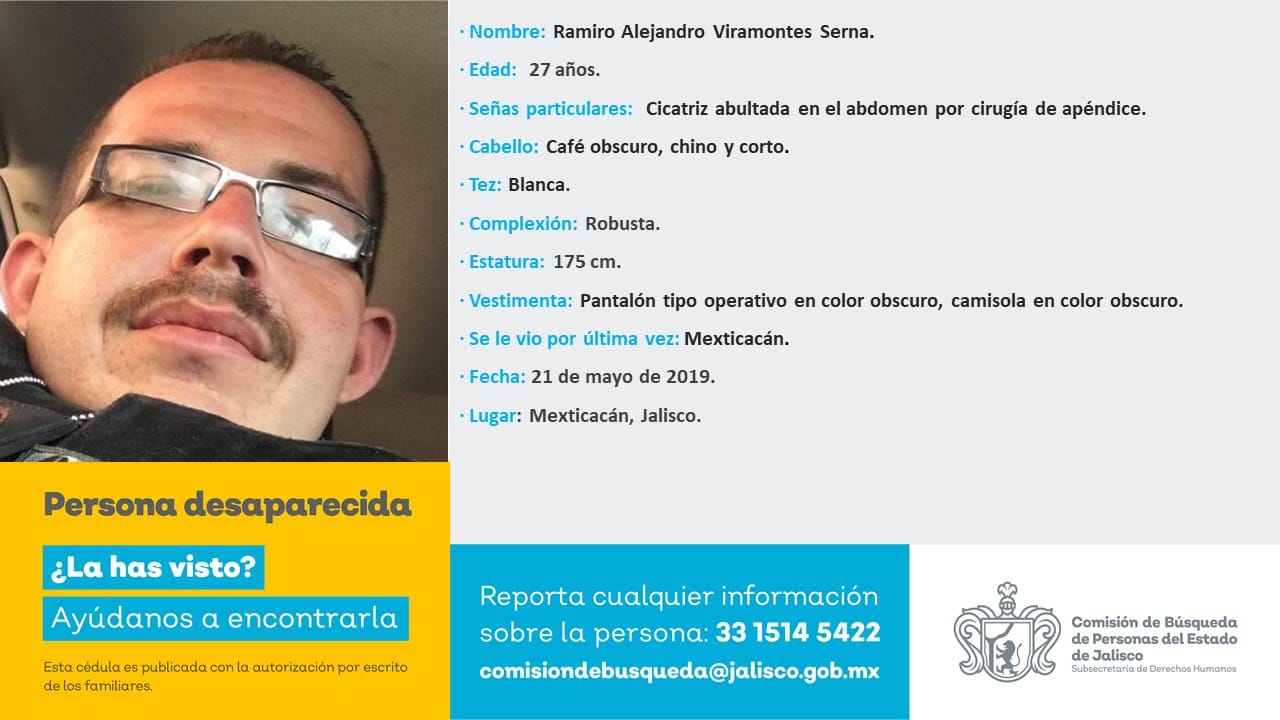 · Nombre: Ramiro Alejandro Viramontes Serna.
· Edad: 27 años.
· Señas particulares: Cicatriz abultada en el abdomen por cirugía de apéndice.
· Cabello: Café obscuro, chino y corto.
· Tez: Blanca.
· Complexión: Robusta.
· Estatura: 175 cm.
· Vestimenta: Pantalón tipo operativo en color obscuro, camisola en color obscuro.
· Se le vio por última vez: Mexticacán.
· Fecha: 21 de mayo de 2019.
· Lugar: Mexticacán, Jalisco.
Persona desaparecida
¿La has visto?
Ayúdanos a encontrarla
Esta cédula es publicada con la autorización por escrito
de los familiares.
Reporta cualquier información
sobre la persona: 33 1514 5422
comisiondebusqueda@jalisco.gob.mx
Comisión de Búsqueda
de Personas del Estado
de Jalisco
Subsecretaría de Derechos Humanos